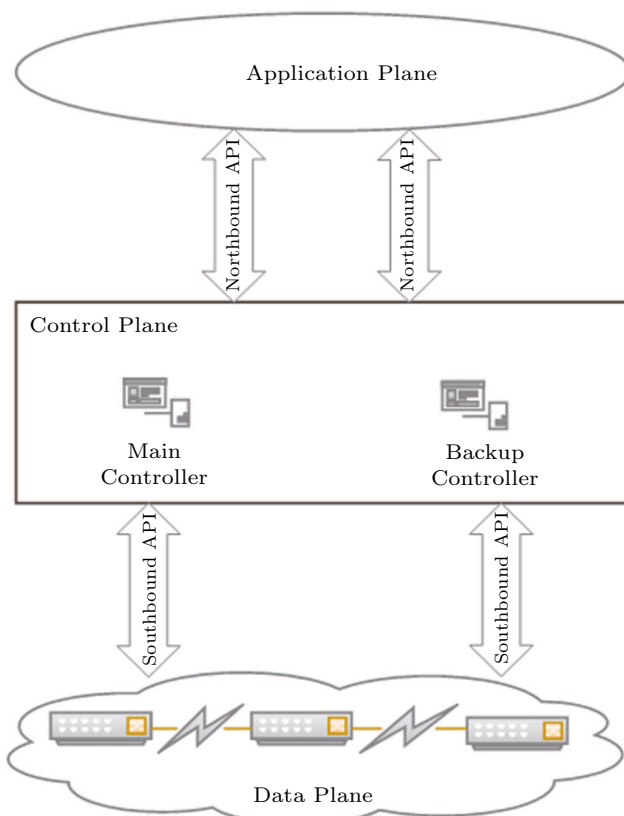 Application Plane
Northbound API
Northbound API
Control Plane
Main
Controller
Backup
Controller
Southbound API
Southbound API
Data Plane